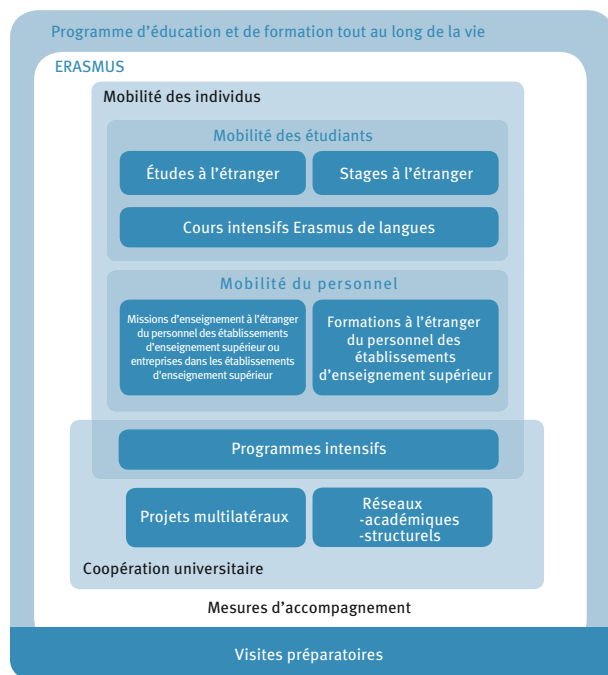 Programme d’éducation et de formation tout au long de la vie
ERASMUS
Mobilité des individus
Mobilité des étudiants
Études à l’étranger
Stages à l’étranger
Cours intensifs Erasmus de langues
Mobilité du personnel
Missions d’enseignement à l’étranger
du personnel des établissements
d’enseignement supérieur ou
entreprises dans les établissements
d’enseignement supérieur
Formations à l’étranger
du personnel des
établissements
d’enseignement supérieur
Programmes intensifs
Projets multilatéraux
Réseaux
-académiques
-structurels
Coopération universitaire
Mesures d’accompagnement
Visites préparatoires